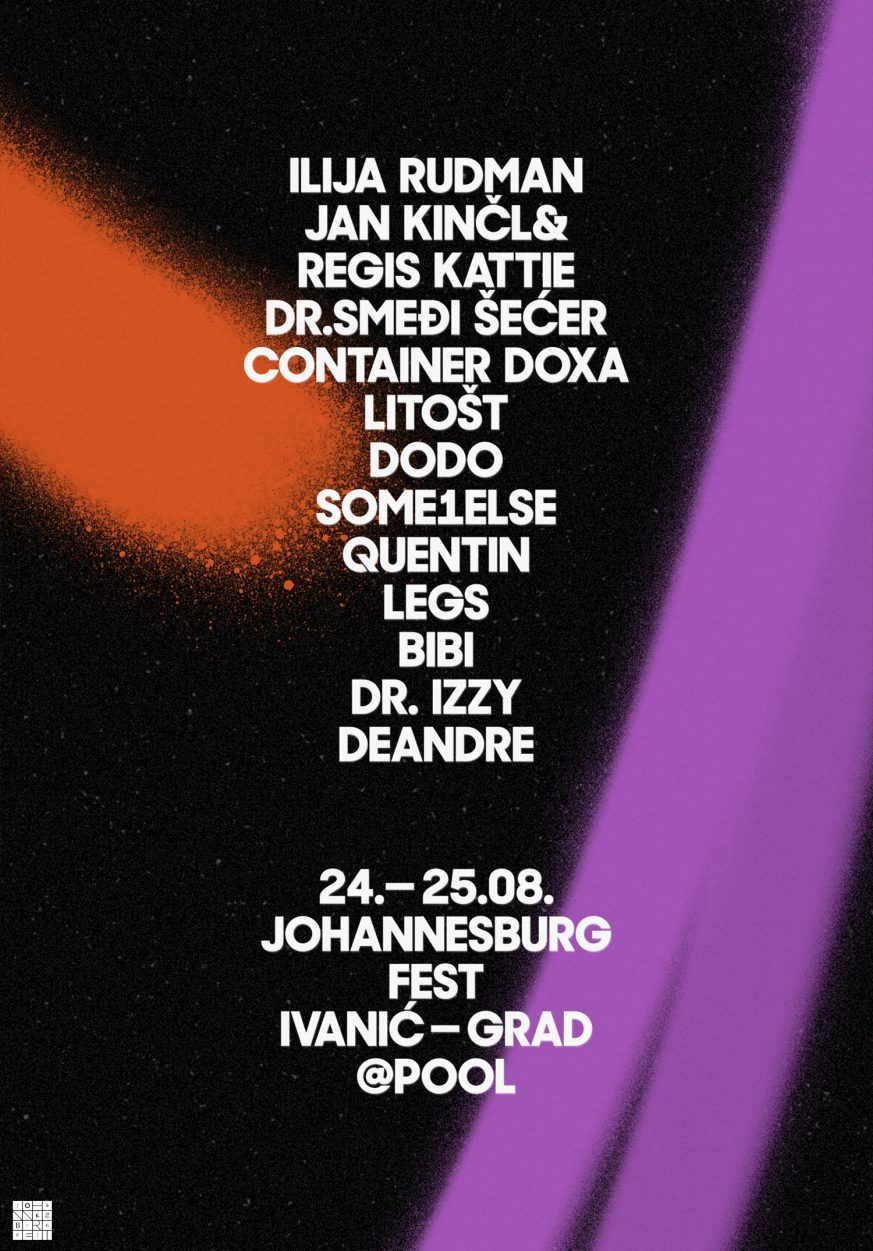 ILIJA RUDMAN
JAN KINČL&
REGIS KATTIE
DR.SMEĐI ŠEĆER
CONTAINER DOXA
LITOŠT
DODO
SOME1ELSE
QUENTIN
LEGS
BIBI
DR. IZZY
DEANDRE
24.– 25.08.
JOHANNESBURG
FEST
IVANIĆ – GRAD
@POOL